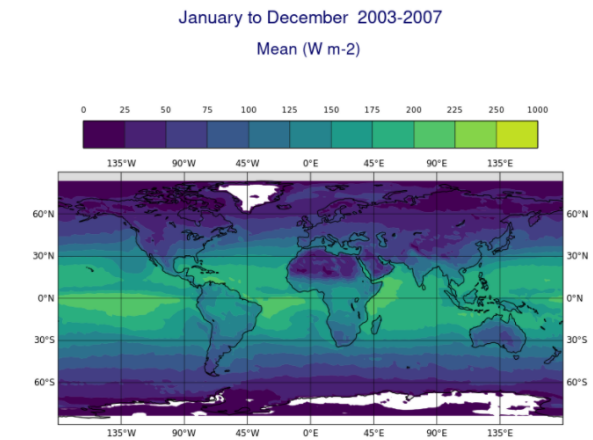 January to December 2003-2007
Mean (W m-2)
0 25 50 75 100 125 150 175 200 225 250 1000
135°W 90°W 45°W 0°E 45°E 90°E 135°E
60°N 60°N
30°N 30°N
0°N 0°N
30°S 30°S
60°S 60°S
135°W 90°W 45°W 0°E 45°E 90°E 135°E